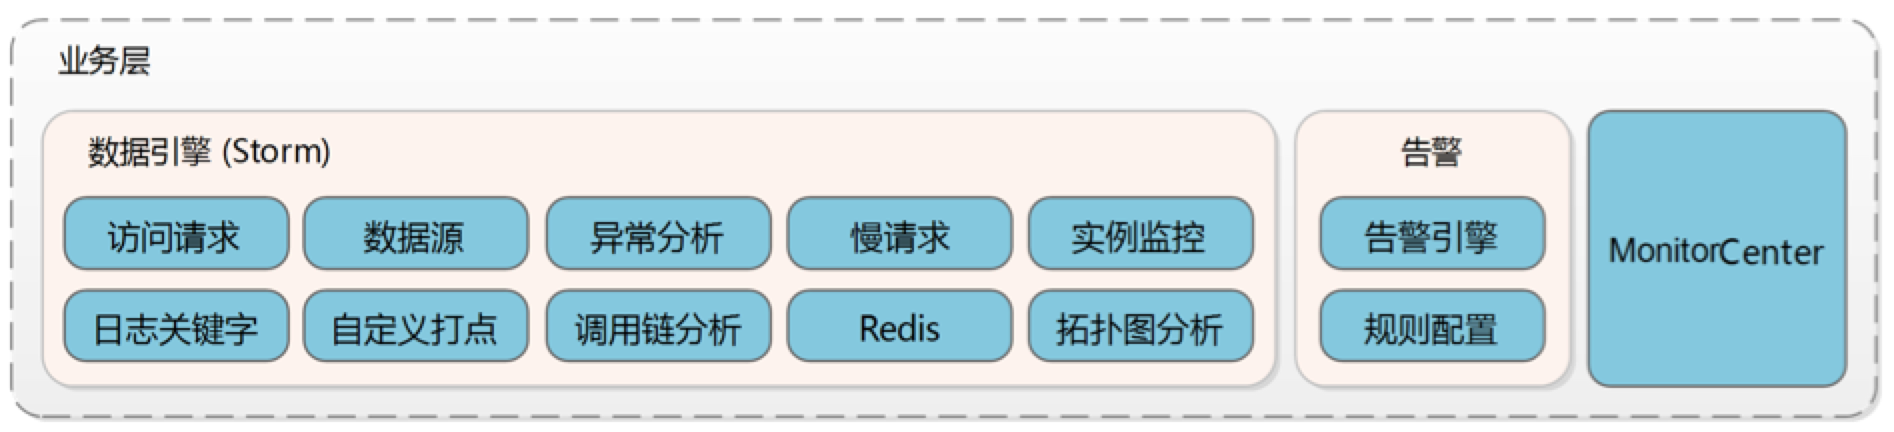 业务层
数据引擎 (Storm)
访问请求
数据源
异常分析
慢请求
实例监控
日志关键字
自定义打点
调用链分析
Redis
拓扑图分析
告警
告警引擎
规则配置
MonitorCenter